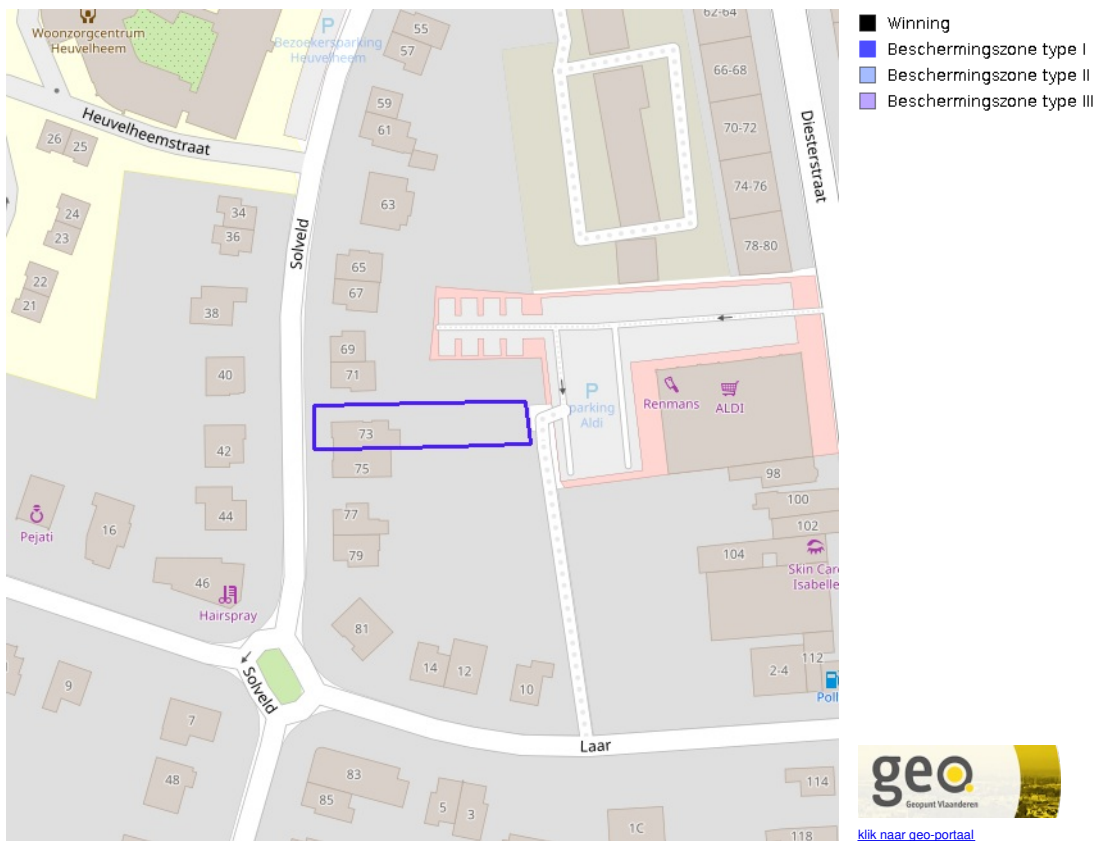 Woonzorgcentrum
Heuvelheem
P
Bezoekersparking
Heuvelheem
55
57
62-64
66-68
59
61
70-72
Heuvelheemstraat
26
25
Diesterstraat
74-76
63
34
36
24
23
Solveld
78-80
65
67
22
21
38
69
71
40
P
parking
Aldi
Renmans
ALDI
73
75
42
98
100
102
104
Pejati
16
44
77
79
Skin Care
Isabelle
46
Hairspray
81
14
12
10
2-4
112
Poll
Solveld
9
7
Laar
48
83
85
5
3
1C
114
118
Winning
Beschermingszone type I
Beschermingszone type II
Beschermingszone type III
geo.
Geopunt Vlaanderen
klik naar geo-portaal